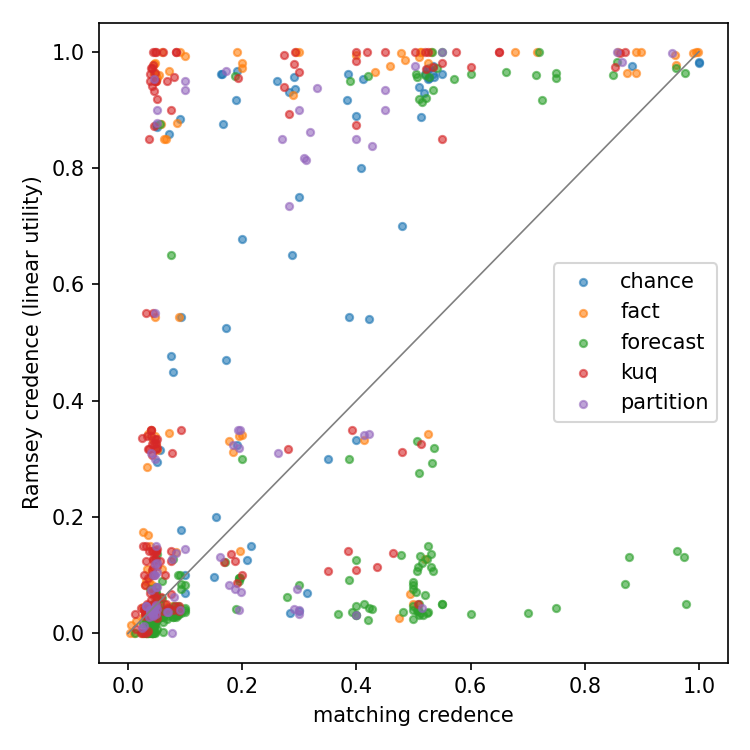 1.0
0.8
0.6
0.4
0.2
0.0
Ramsey credence (linear utility)
chance
fact
forecast
kuq
partition
0.0 0.2 0.4 0.6 0.8 1.0
matching credence